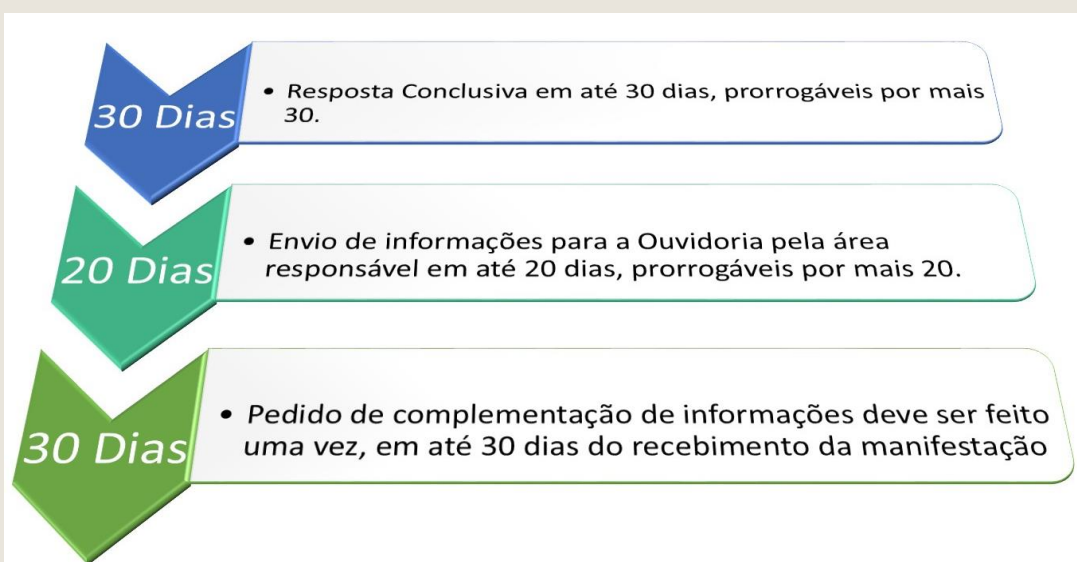 30 Dias
• Resposta Conclusiva em até 30 dias, prorrogáveis por mais
30.
20 Dias
• Envio de informações para a Ouvidoria pela área
responsável em até 20 dias, prorrogáveis por mais 20.
30 Dias
• Pedido de complementação de informações deve ser feito
uma vez, em até 30 dias do recebimento da manifestação